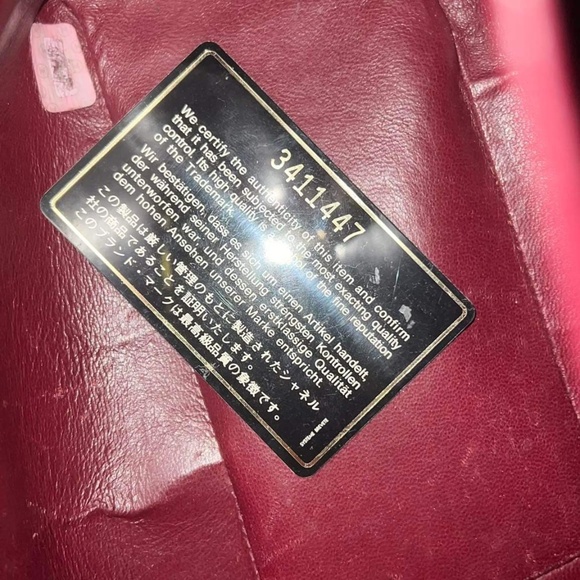 3411447
We certify the authenticity of this item and confirm
that it has been subjected to the most exacting quality
control. Its high quality is of the fine reputation
of the Trademark.
Wir bestätigen, dass es sich um einen Artikel handelt,
der während seiner Herstellung strengsten Kontrollen
unterworfen war, und dessen erstklassige Qualität
dem hohen Ansehen unserer Marke entspricht.
この製品は厳しい管理のもとに製造されたシャネル
社の商品であることを証明いたします。
このブランド・マークは最高級品質の象徴です。